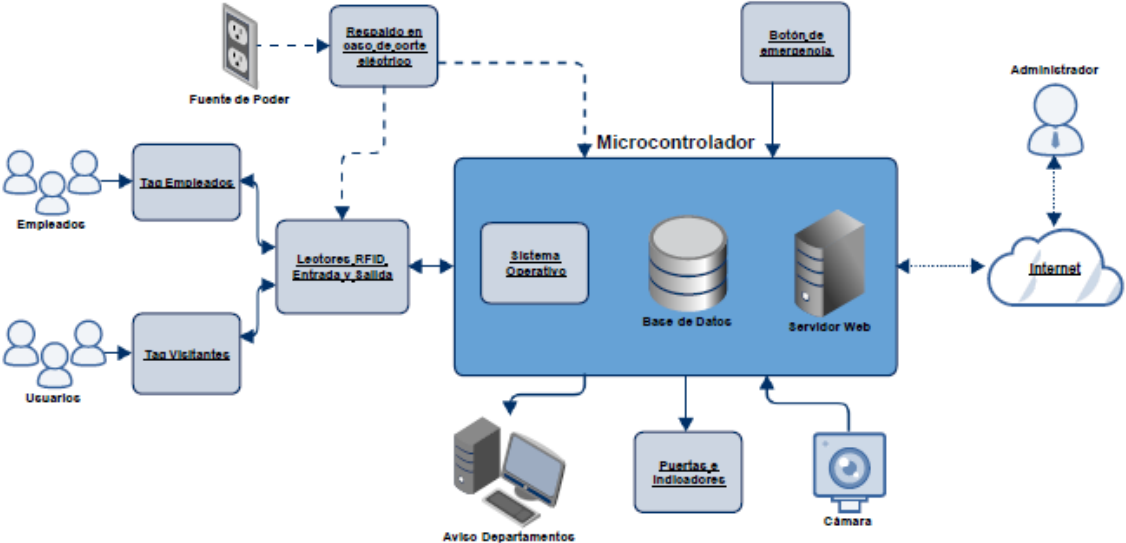 Respaldo en
caso de corte
eléctrico
Botón de
emergencia
Fuente de Poder
Administrador
Microcontrolador
Tag Empleados
Empleados
Lectores RFID
Entrada y Salida
Sistema
Operativo
Internet
Base de Datos
Servidor Web
Tag Visitantes
Usuarios
Puertas e
Indicadores
Cámara
Aviso Departamentos